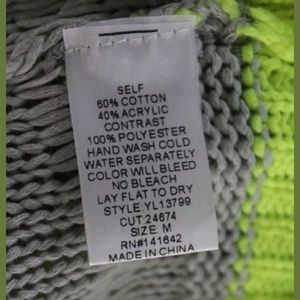 SELF
60% COTTON
40% ACRYLIC
CONTRAST
100% POLYESTER
HAND WASH COLD
WATER SEPARATELY
COLOR WILL BLEED
NO BLEACH
LAY FLAT TO DRY
STYLE:YL13799
CUT:24674
SIZE: M
RN#141642
MADE IN CHINA